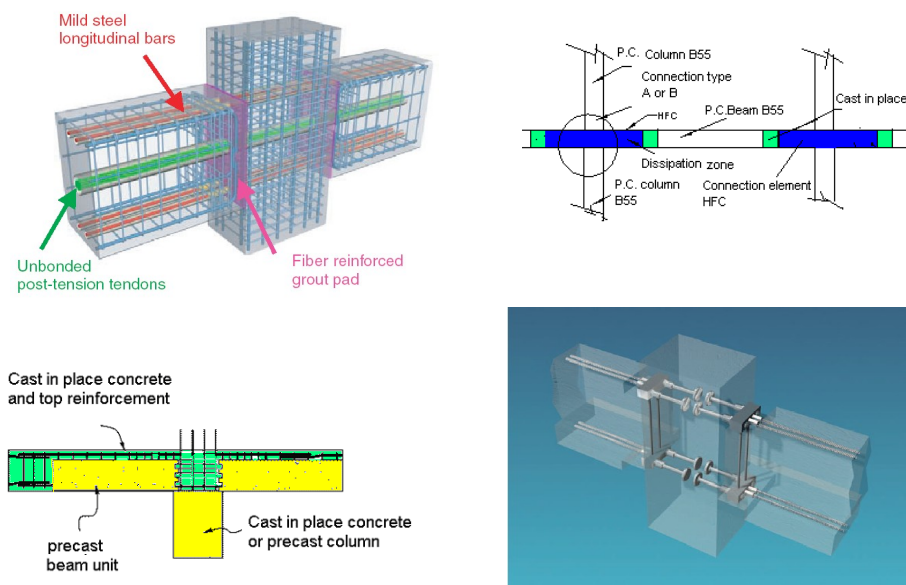 Mild steel
longitudinal bars
Unbonded
post-tension tendons
Fiber reinforced
grout pad
P.C. Column B55
Connection type
A or B
HFC
P.C.Beam B55
Cast in place
Dissipation zone
P.C. column
B55
Connection element
HFC
Cast in place concrete
and top reinforcement
precast
beam unit
Cast in place concrete
or precast column